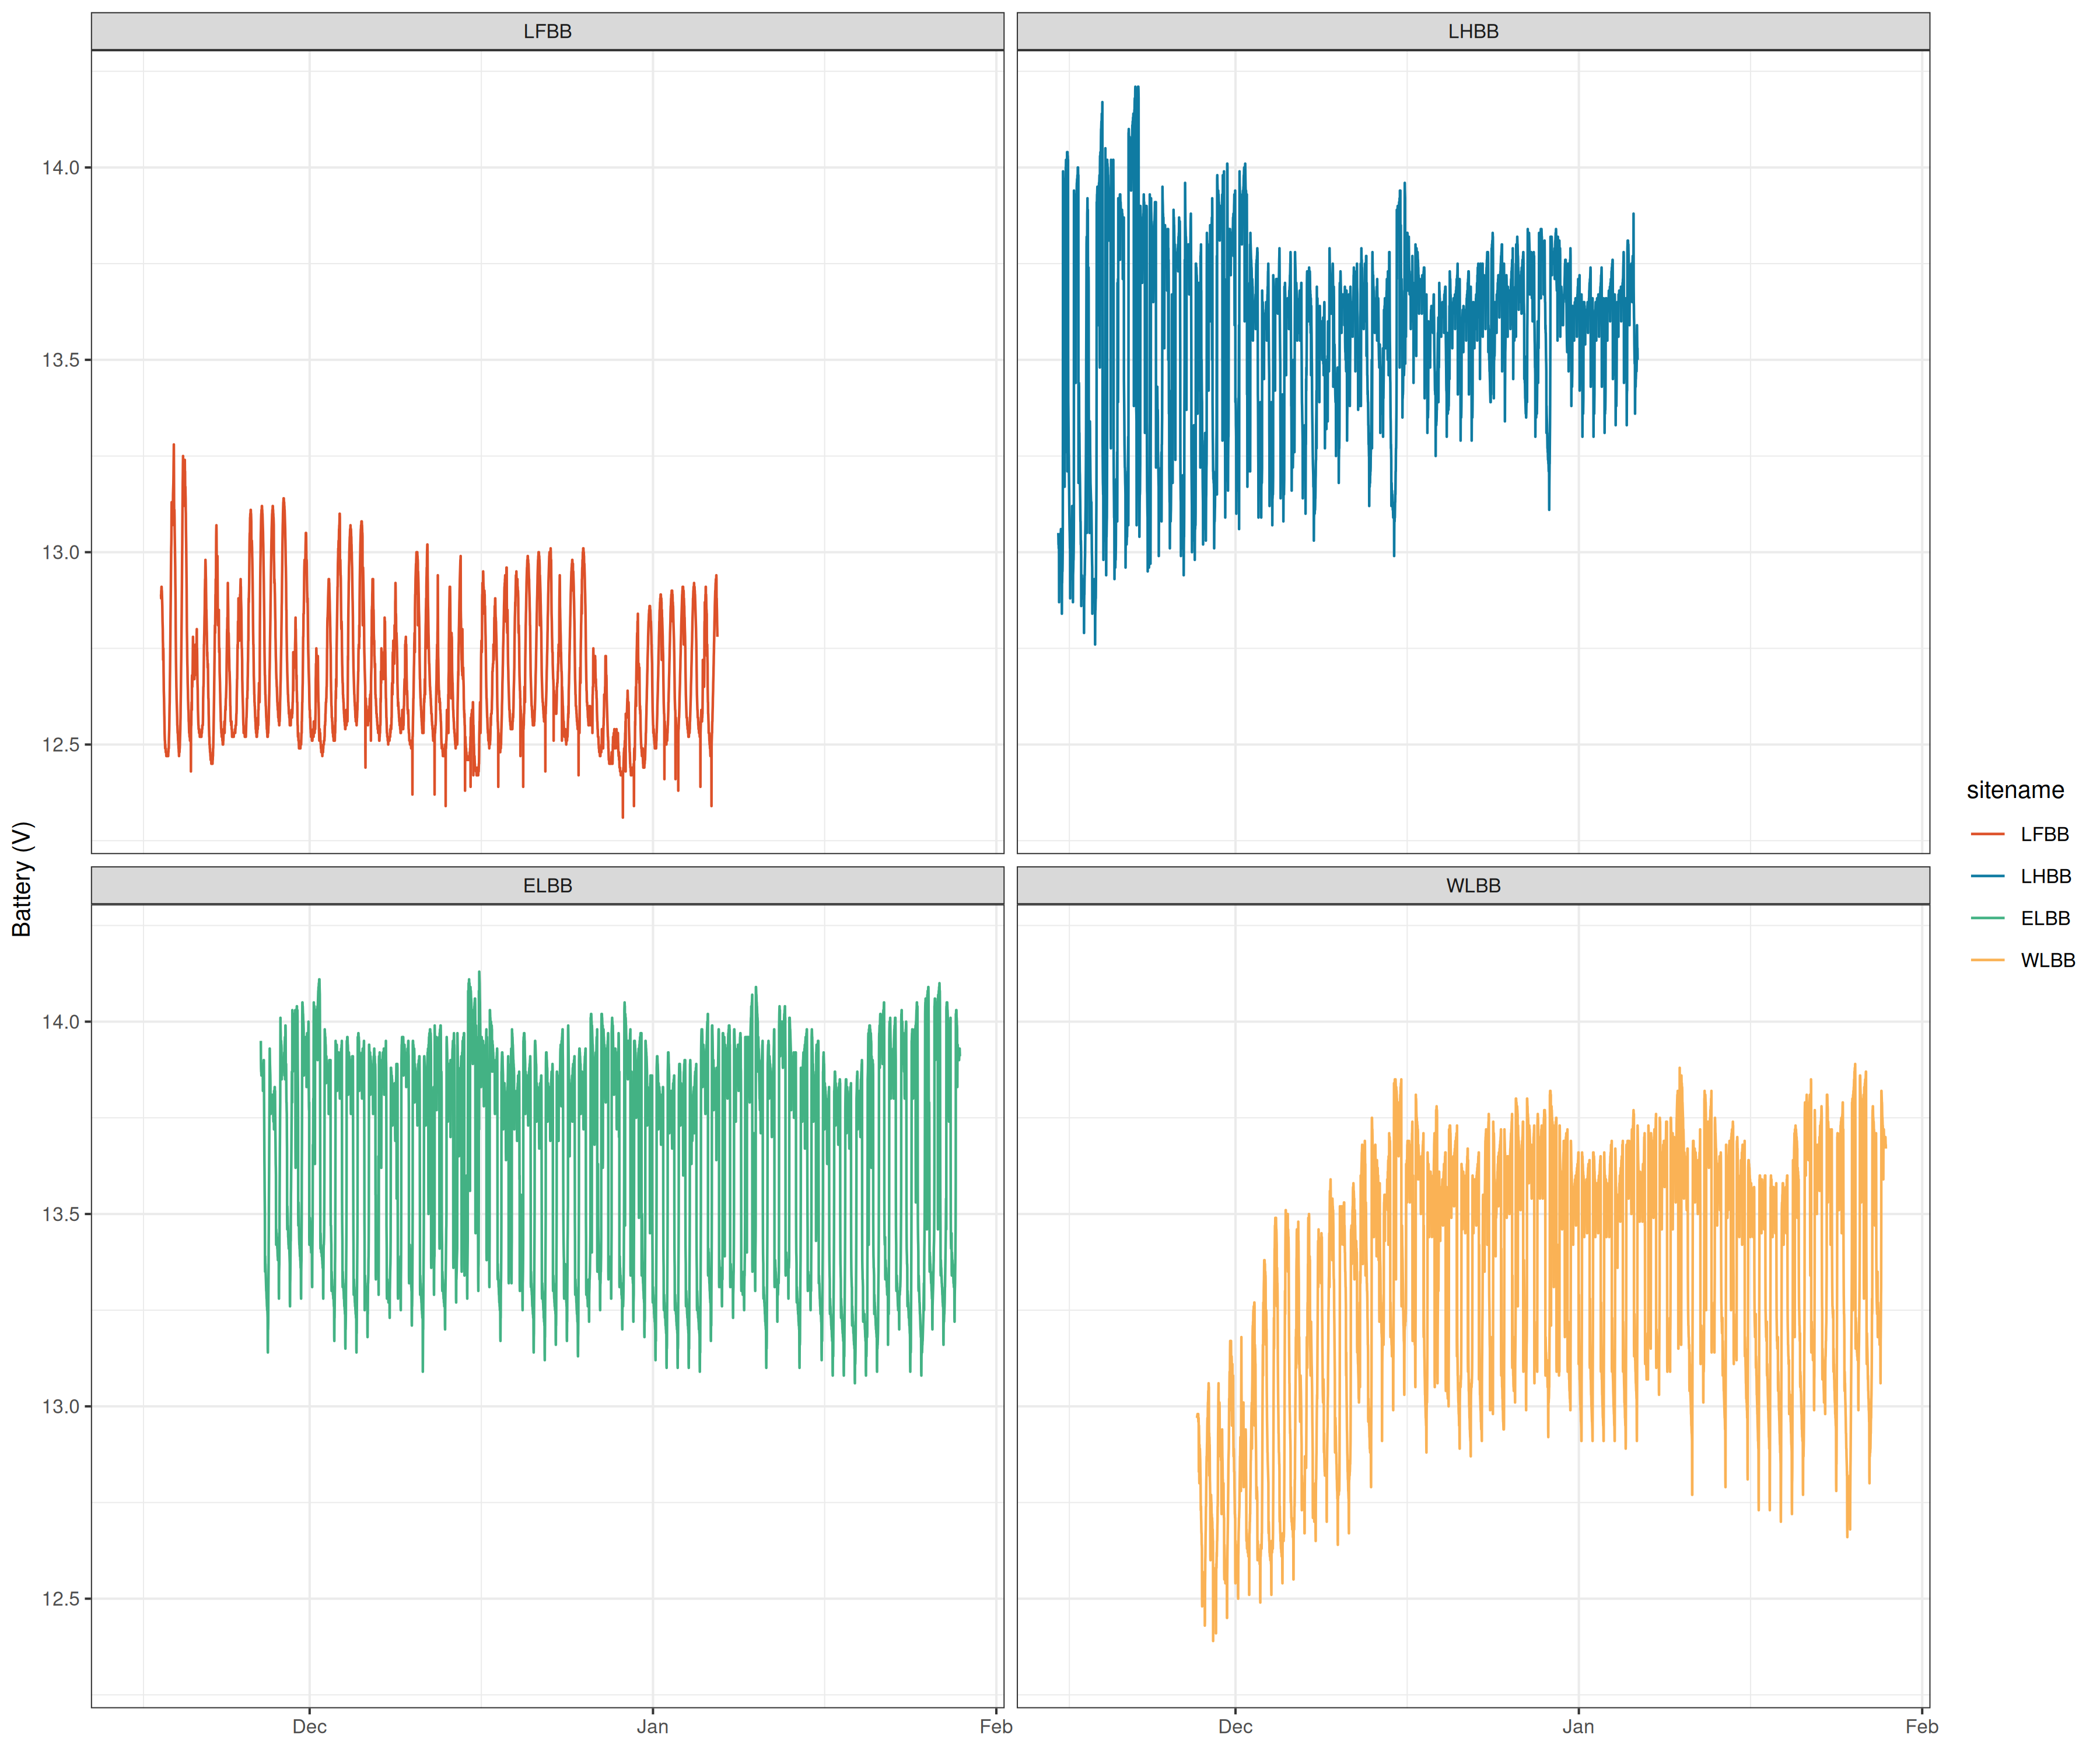 LFBB
LHBB
14.0
13.5
13.0
12.5
ELBB
WLBB
14.0
13.5
13.0
12.5
Dec
Jan
Feb
Dec
Jan
Feb
Battery (V)
sitename
LFBB
LHBB
ELBB
WLBB